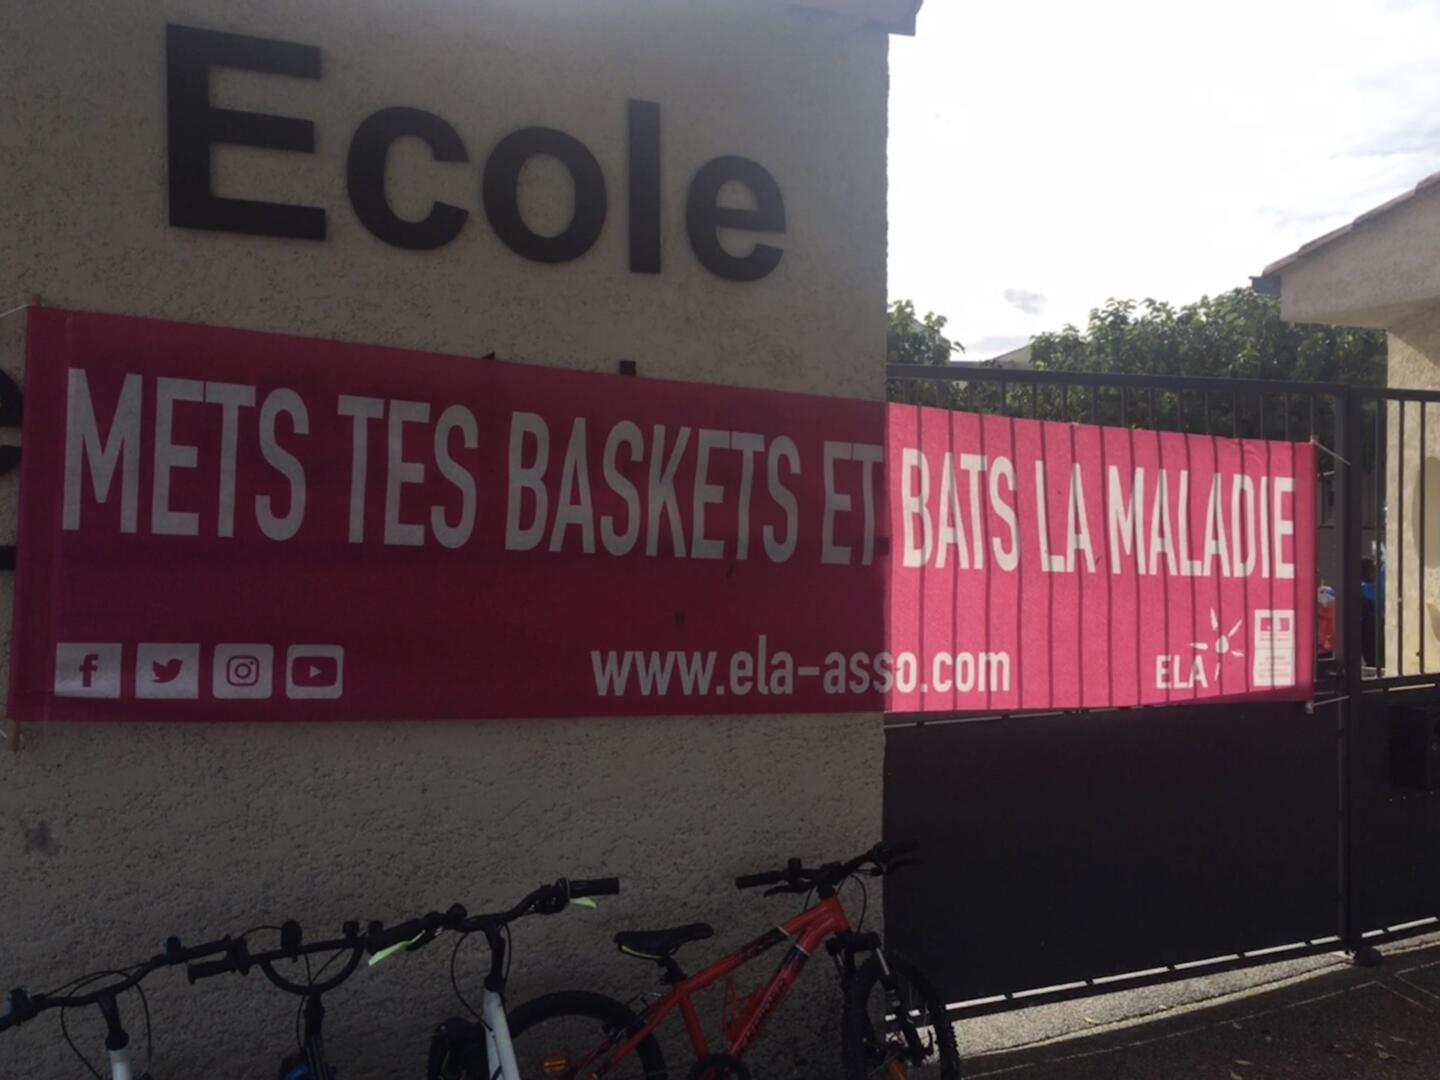 Ecole
METS TES BASKETS ET BATS LA MALADIE
www.ela-asso.com
ELA